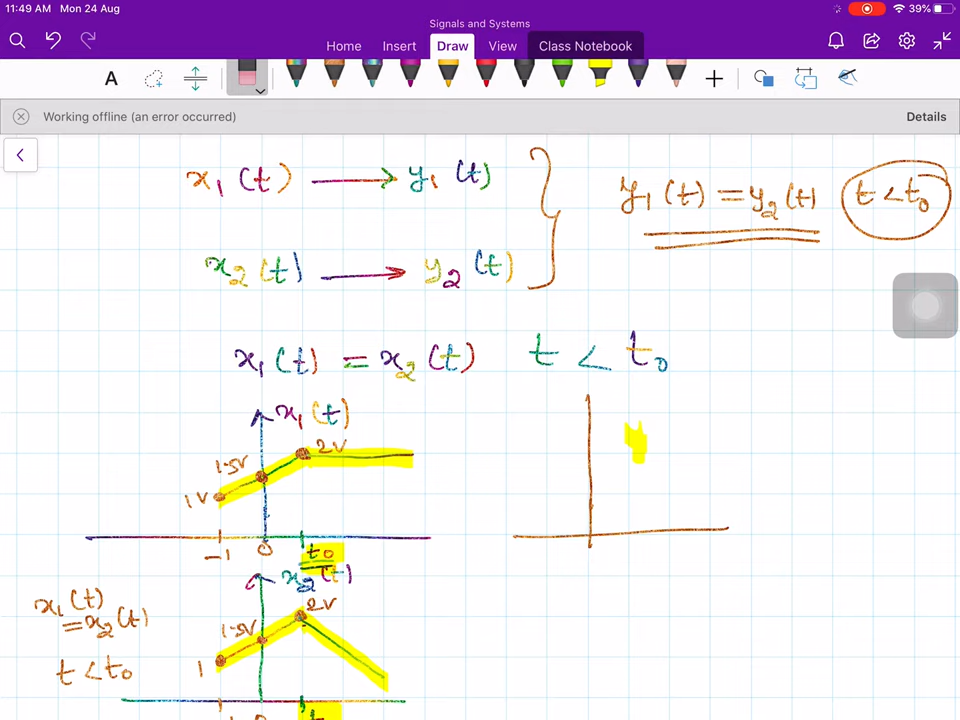 11:49 AM Mon 24 Aug
39%
Signals and Systems
Home Insert Draw View Class Notebook
A
Working offline (an error occurred)
Details
x₁(t) → y₁(t)
y₁(t) = y₂(t) t < t₀
x₂(t) → y₂(t)
x₁(t) = x₂(t) t < t₀
x₁(t)
2V
1.5V
1V
-1 0 t₀
x₂(t)
2V
1.5V
1
x₁(t)
= x₂(t)
t < t₀